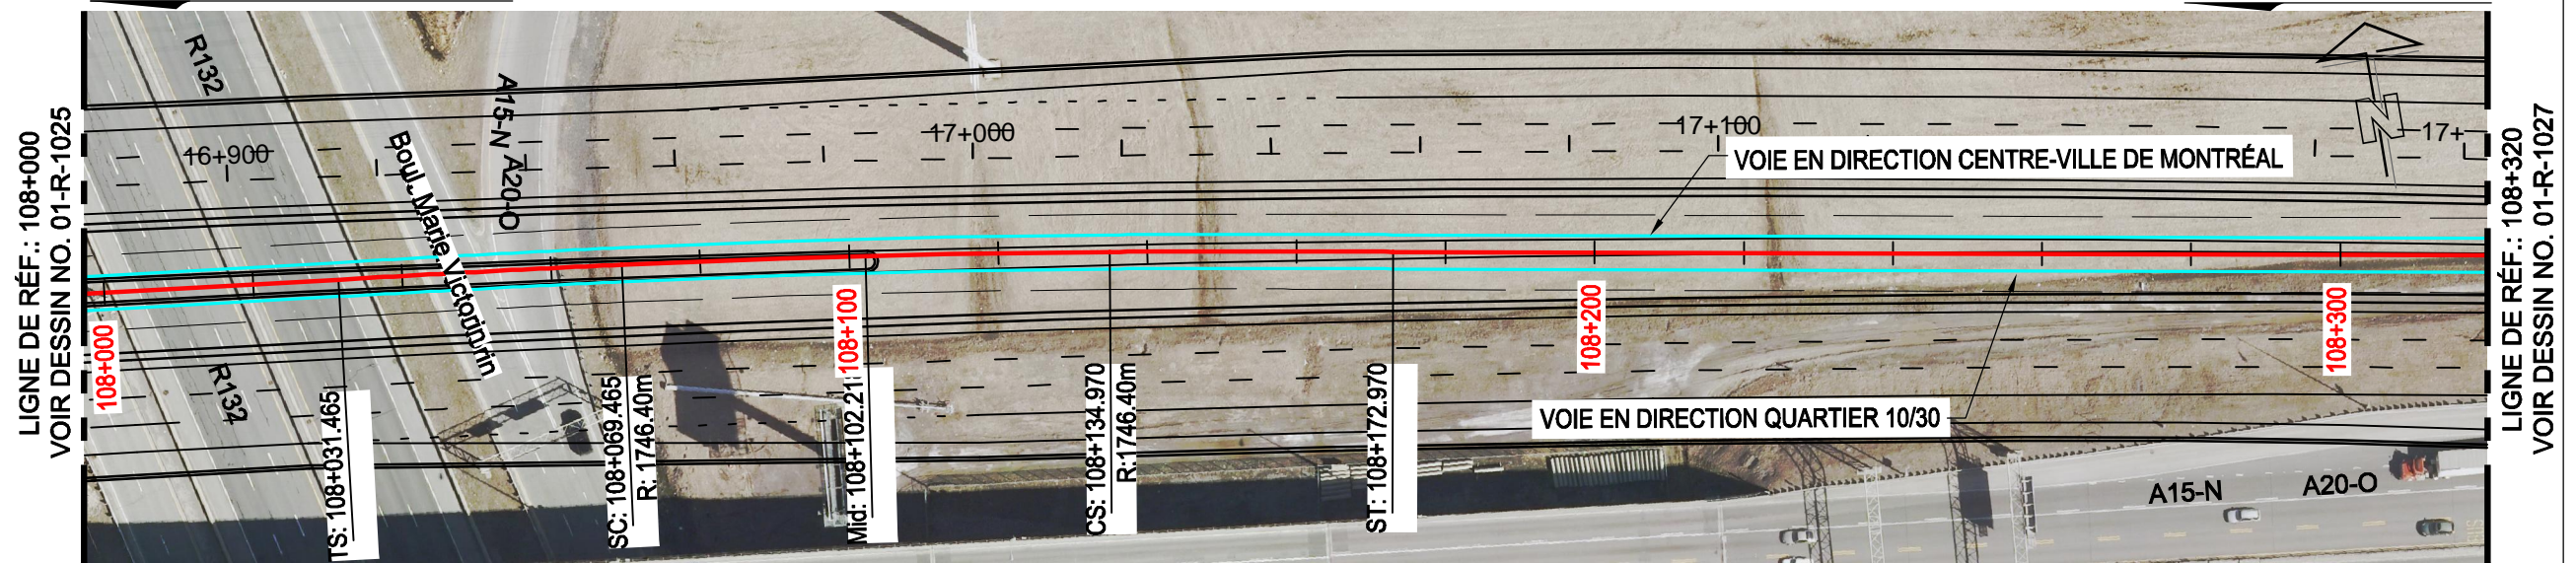 LIGNE DE RÉF.: 108+000
VOIR DESSIN NO. 01-R-1025
R132
R132
Boul. Marie Victorin
A15-N A20-O
16+900
17+000
17+100
17+
VOIE EN DIRECTION CENTRE-VILLE DE MONTRÉAL
N
108+000
108+100
108+200
108+300
TS: 108+031.465
SC: 108+069.465
R: 1746.40m
Mid: 108+102.218
CS: 108+134.970
R:1746.40m
ST: 108+172.970
VOIE EN DIRECTION QUARTIER 10/30
A15-N
A20-O
LIGNE DE RÉF.: 108+320
VOIR DESSIN NO. 01-R-1027